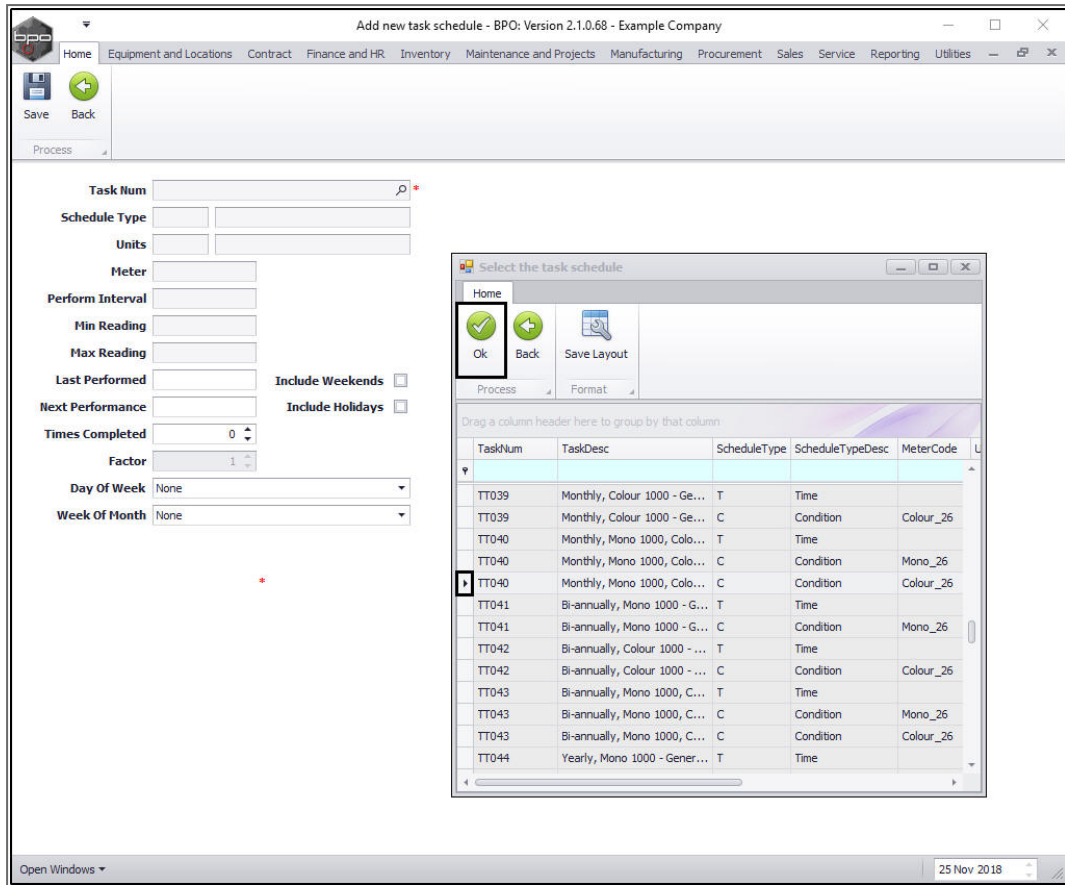 Add new task schedule - BPO: Version 2.1.0.68 - Example Company
bpo
Home Equipment and Locations Contract Finance and HR Inventory Maintenance and Projects Manufacturing Procurement Sales Service Reporting Utilities
Save Back
Process
Task Num *
Schedule Type
Units
Meter
Perform Interval
Min Reading
Max Reading
Last Performed Include Weekends
Next Performance Include Holidays
Times Completed 0
Factor 1
Day Of Week None
Week Of Month None
*
Select the task schedule
Home
Ok Back Save Layout
Process Format
Drag a column header here to group by that column
TaskNum TaskDesc ScheduleType ScheduleTypeDesc MeterCode U
TT039 Monthly, Colour 1000 - Ge... T Time
TT039 Monthly, Colour 1000 - Ge... C Condition Colour_26
TT040 Monthly, Mono 1000, Colo... T Time
TT040 Monthly, Mono 1000, Colo... C Condition Mono_26
TT040 Monthly, Mono 1000, Colo... C Condition Colour_26
TT041 Bi-annually, Mono 1000 - G... T Time
TT041 Bi-annually, Mono 1000 - G... C Condition Mono_26
TT042 Bi-annually, Colour 1000 - ... T Time
TT042 Bi-annually, Colour 1000 - ... C Condition Colour_26
TT043 Bi-annually, Mono 1000, C... T Time
TT043 Bi-annually, Mono 1000, C... C Condition Mono_26
TT043 Bi-annually, Mono 1000, C... C Condition Colour_26
TT044 Yearly, Mono 1000 - Gener... T Time
Open Windows 25 Nov 2018